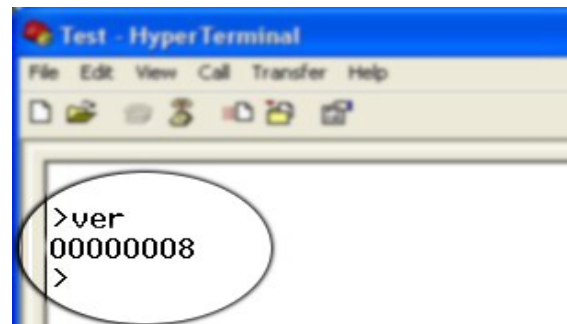 Test - HyperTerminal
File Edit View Call Transfer Help
>ver
00000008
>